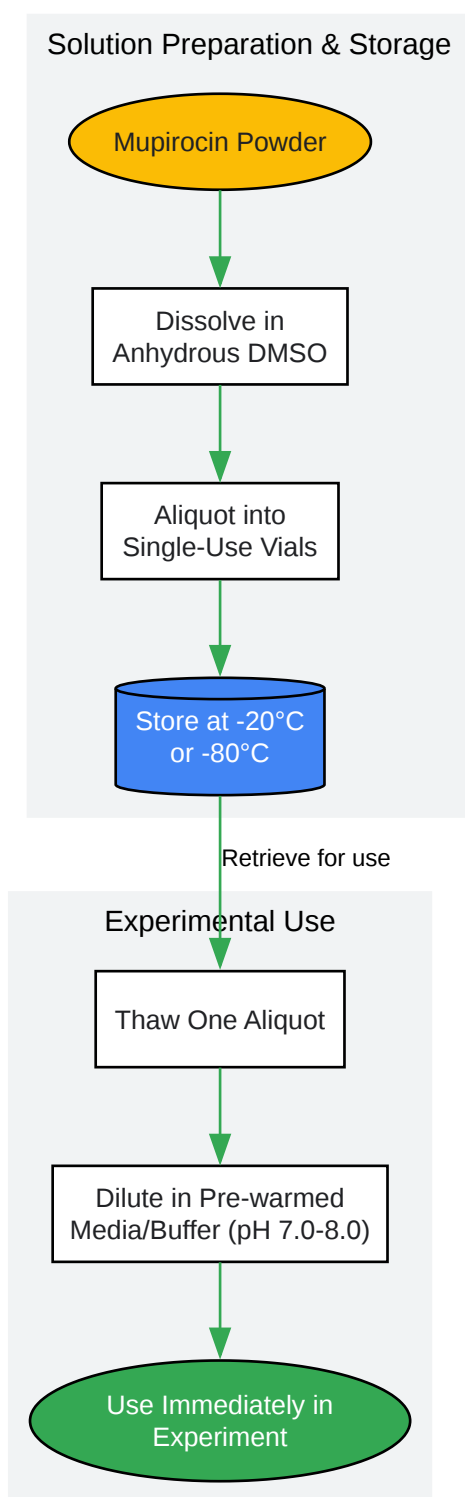 Solution Preparation & Storage
Mupirocin Powder
Dissolve in
Anhydrous DMSO
Aliquot into
Single-Use Vials
Store at -20°C
or -80°C
Retrieve for use
Experimental Use
Thaw One Aliquot
Dilute in Pre-warmed
Media/Buffer (pH 7.0-8.0)
Use Immediately in
Experiment